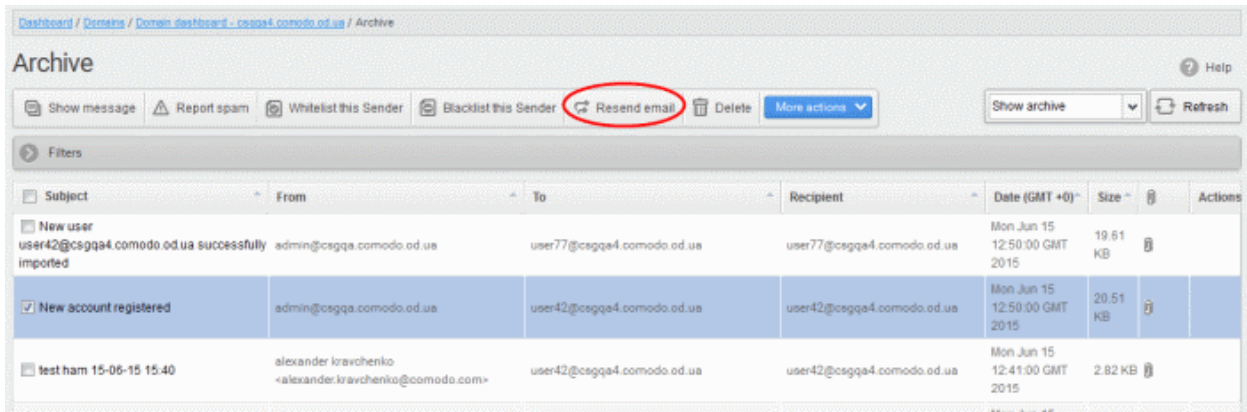 Dashboard / Domains / Domain dashboard - csgqa4.comodo.od.ua / Archive
Archive
Help
Show message Report spam Whitelist this Sender Blacklist this Sender Resend email Delete More actions Show archive Refresh
Filters
Subject From To Recipient Date (GMT +0) Size Actions
New user
user42@csgqa4.comodo.od.ua successfully
imported
admin@csgqa.comodo.od.ua
user77@csgqa4.comodo.od.ua
user77@csgqa4.comodo.od.ua
Mon Jun 15
12:50:00 GMT
2015
19.61
KB
New account registered
admin@csgqa.comodo.od.ua
user42@csgqa4.comodo.od.ua
user42@csgqa4.comodo.od.ua
Mon Jun 15
12:50:00 GMT
2015
20.51
KB
test ham 15-06-15 15:40
alexander kravchenko
<alexander.kravchenko@comodo.com>
user42@csgqa4.comodo.od.ua
user42@csgqa4.comodo.od.ua
Mon Jun 15
12:41:00 GMT
2015
2.82 KB